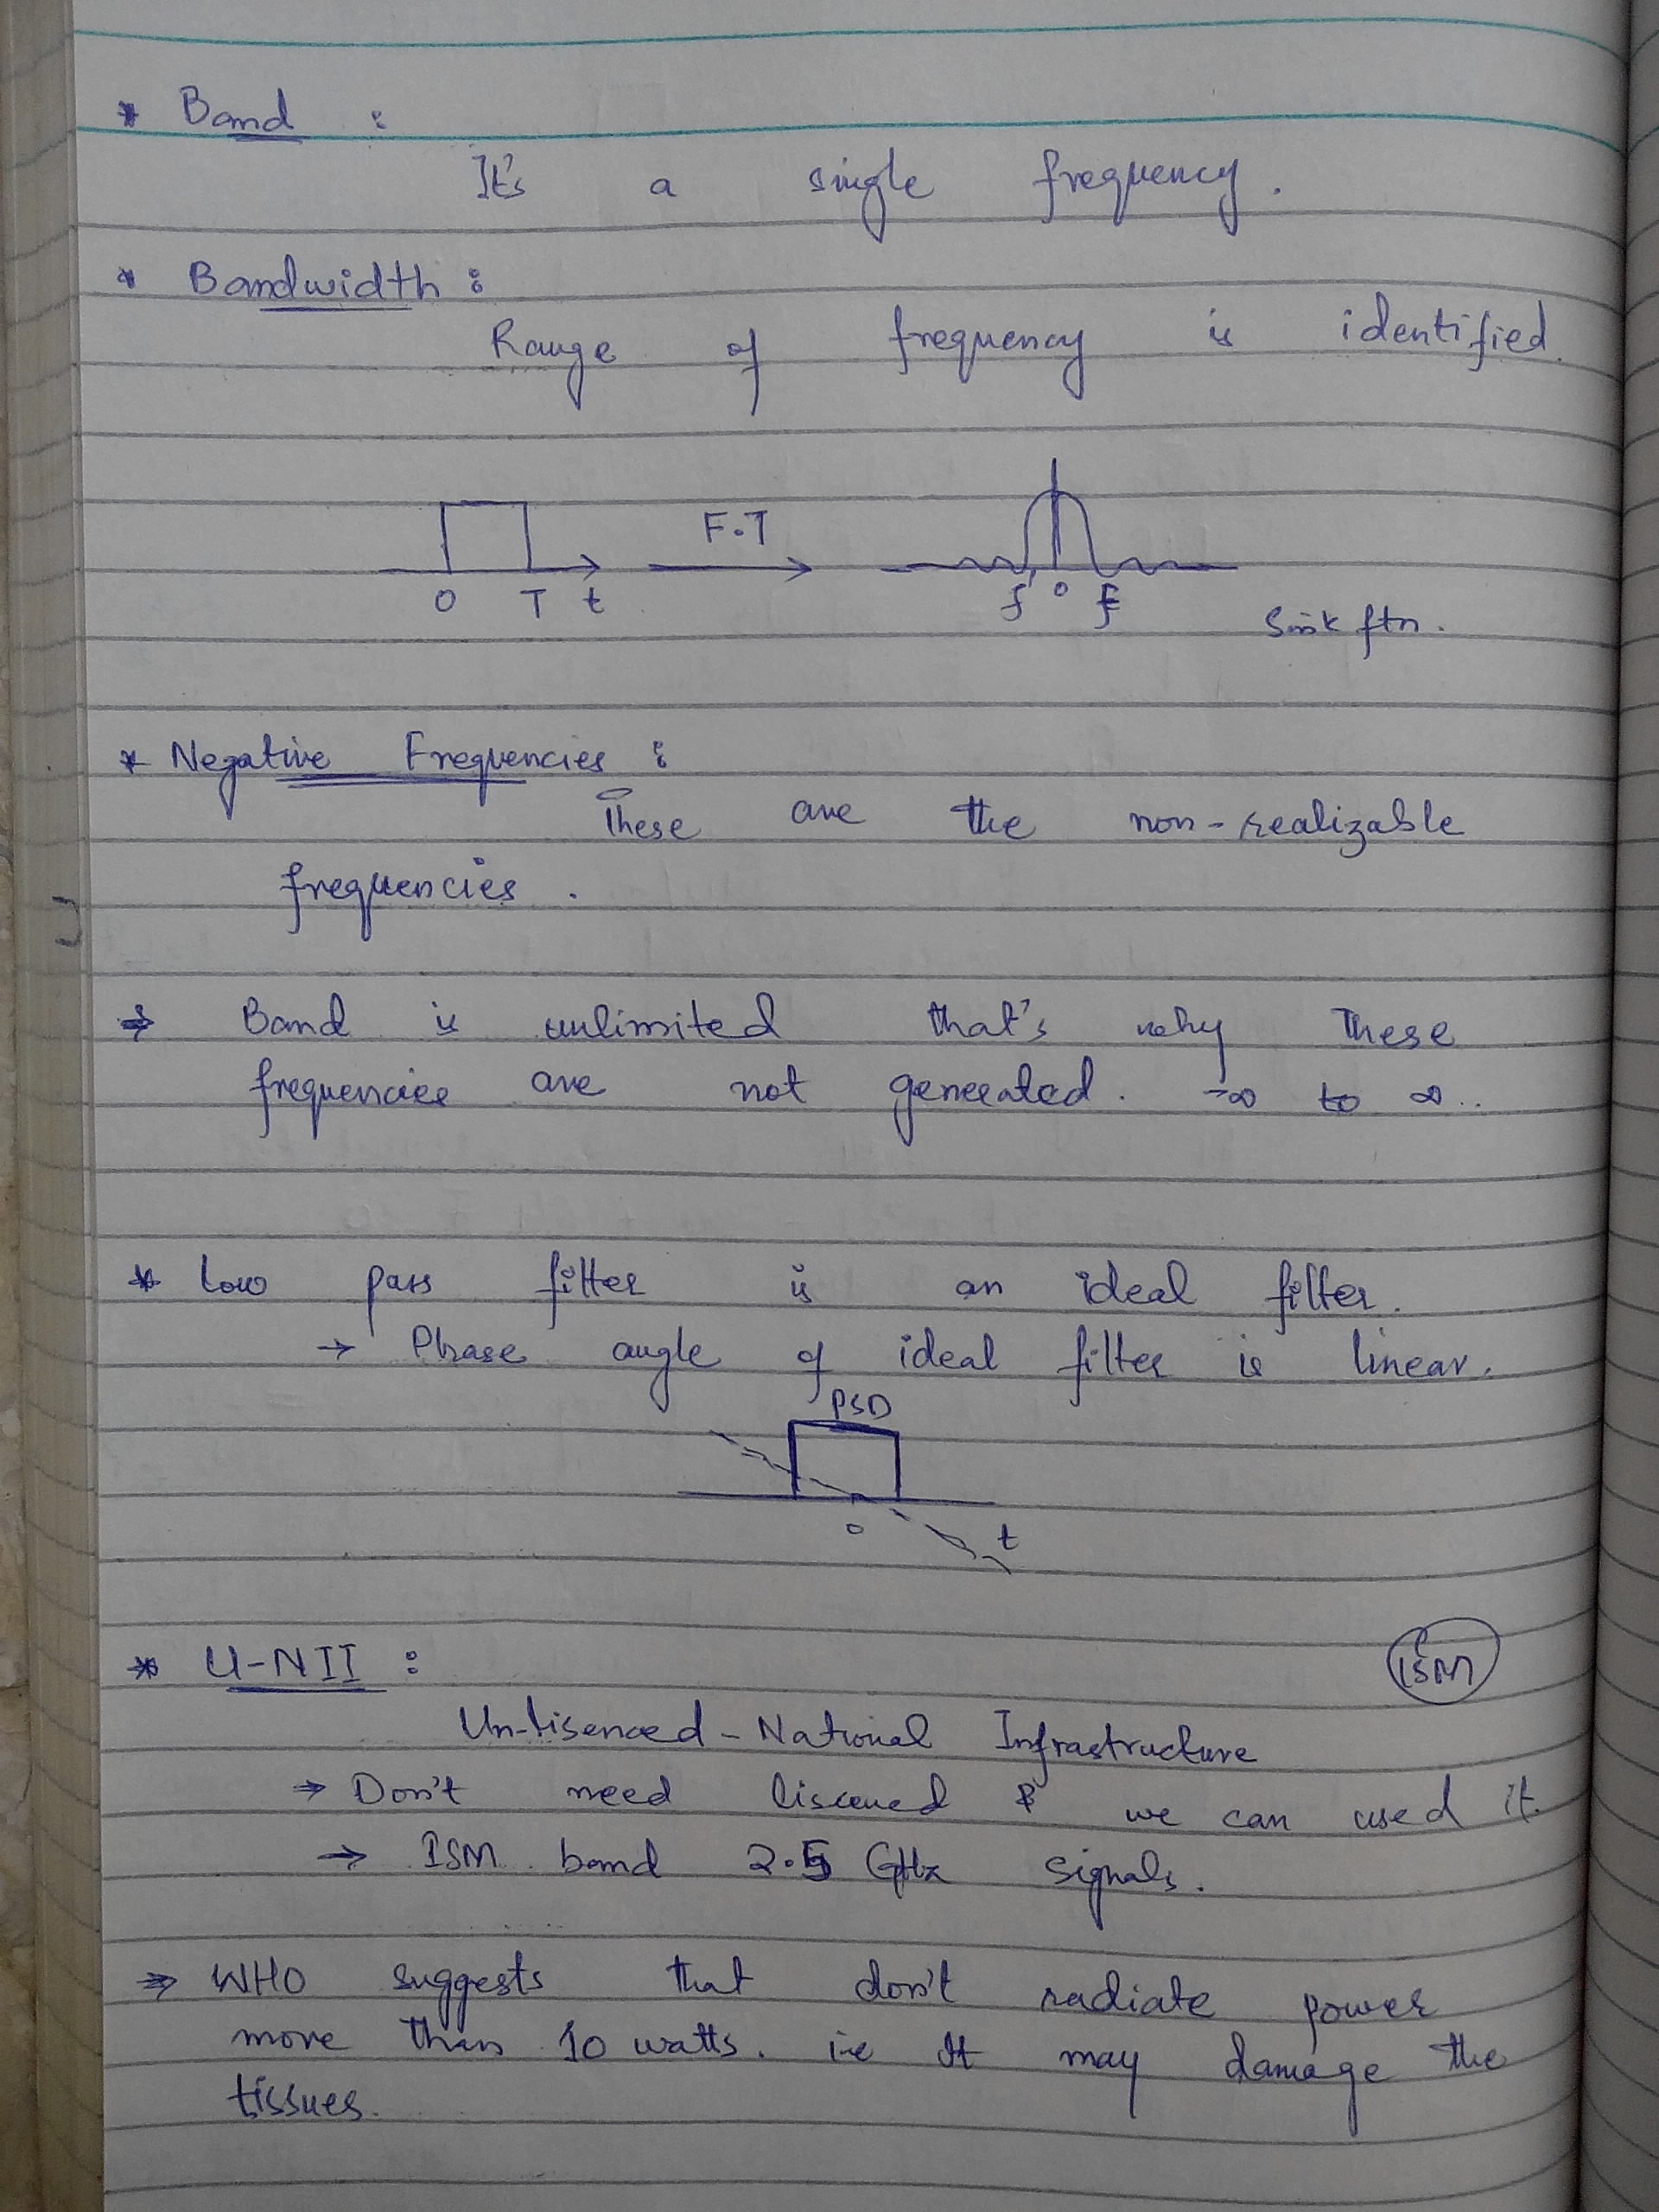 * Band :
It's a single frequency.
* Bandwidth :
Range of frequency is identified.
F.T
0 T t
f' 0 f
Sink ftn.
* Negative Frequencies :
These are the non-realizable
frequencies.
⇒ Band is unlimited that's why these
frequencies are not generated. -∞ to ∞..
* Low pass filter is an ideal filter.
→ Phase angle of ideal filter is linear.
PSD
0 t
* U-NII : ISM
Un-lisenced-National Infrastructure
⇒ Don't need liscened & we can used it.
→ ISM band 2.5 GHz signals.
⇒ WHO suggests that don't radiate power
more than 10 watts. i.e It may damage the
tissues.